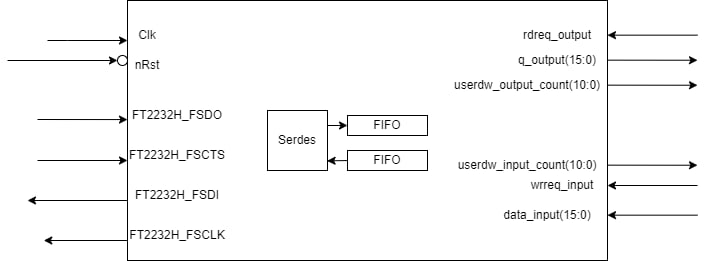 Clk
nRst
FT2232H_FSDO
FT2232H_FSCTS
FT2232H_FSDI
FT2232H_FSCLK
Serdes
FIFO
FIFO
rdreq_output
q_output(15:0)
userdw_output_count(10:0)
userdw_input_count(10:0)
wrreq_input
data_input(15:0)